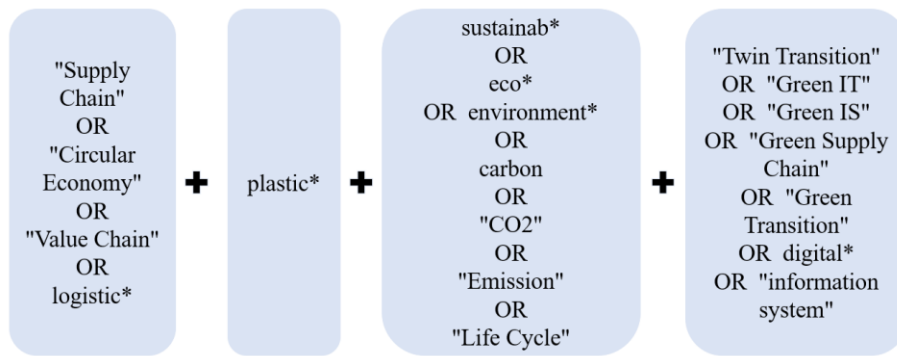 "Supply
Chain"
OR
"Circular
Economy"
OR
"Value Chain"
OR
logistic*
+
plastic*
+
sustainab*
OR
eco*
OR environment*
OR
carbon
OR
"CO2"
OR
"Emission"
OR
"Life Cycle"
+
"Twin Transition"
OR "Green IT"
OR "Green IS"
OR "Green Supply
Chain"
OR "Green
Transition"
OR digital*
OR "information
system"